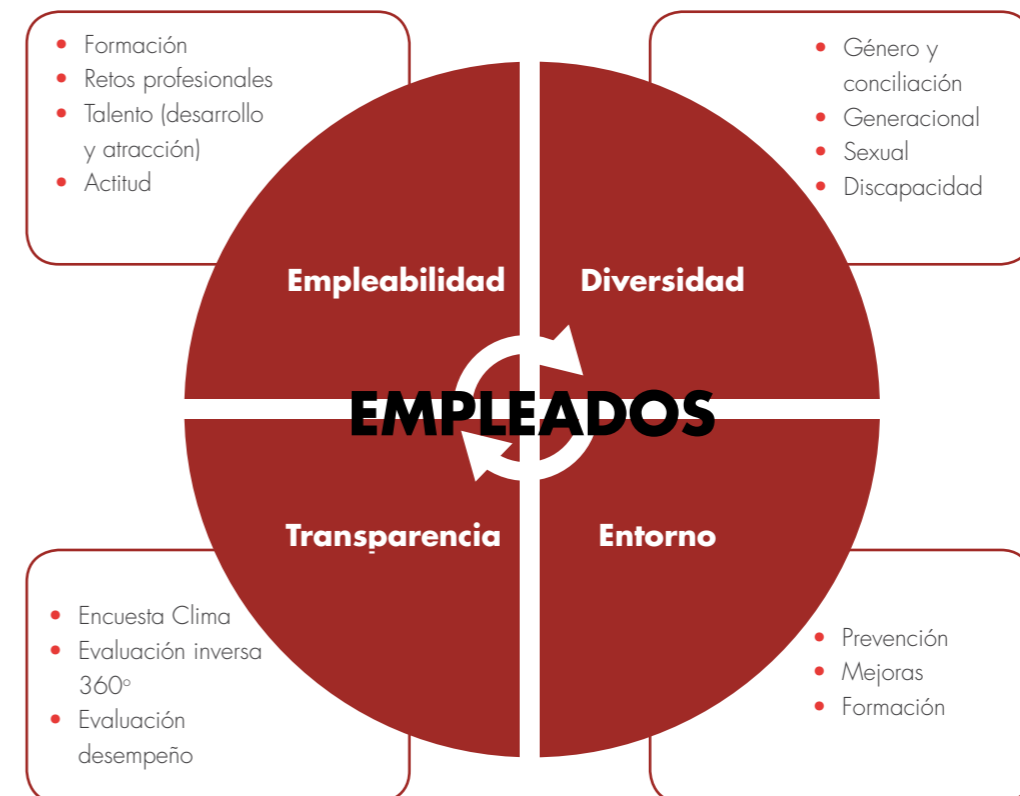 • Formación
• Retos profesionales
• Talento (desarrollo
y atracción)
• Actitud
• Género y
conciliación
• Generacional
• Sexual
• Discapacidad
Empleabilidad
Diversidad
EMPLEADOS
Transparencia
Entorno
• Encuesta Clima
• Evaluación inversa
360º
• Evaluación
desempeño
• Prevención
• Mejoras
• Formación